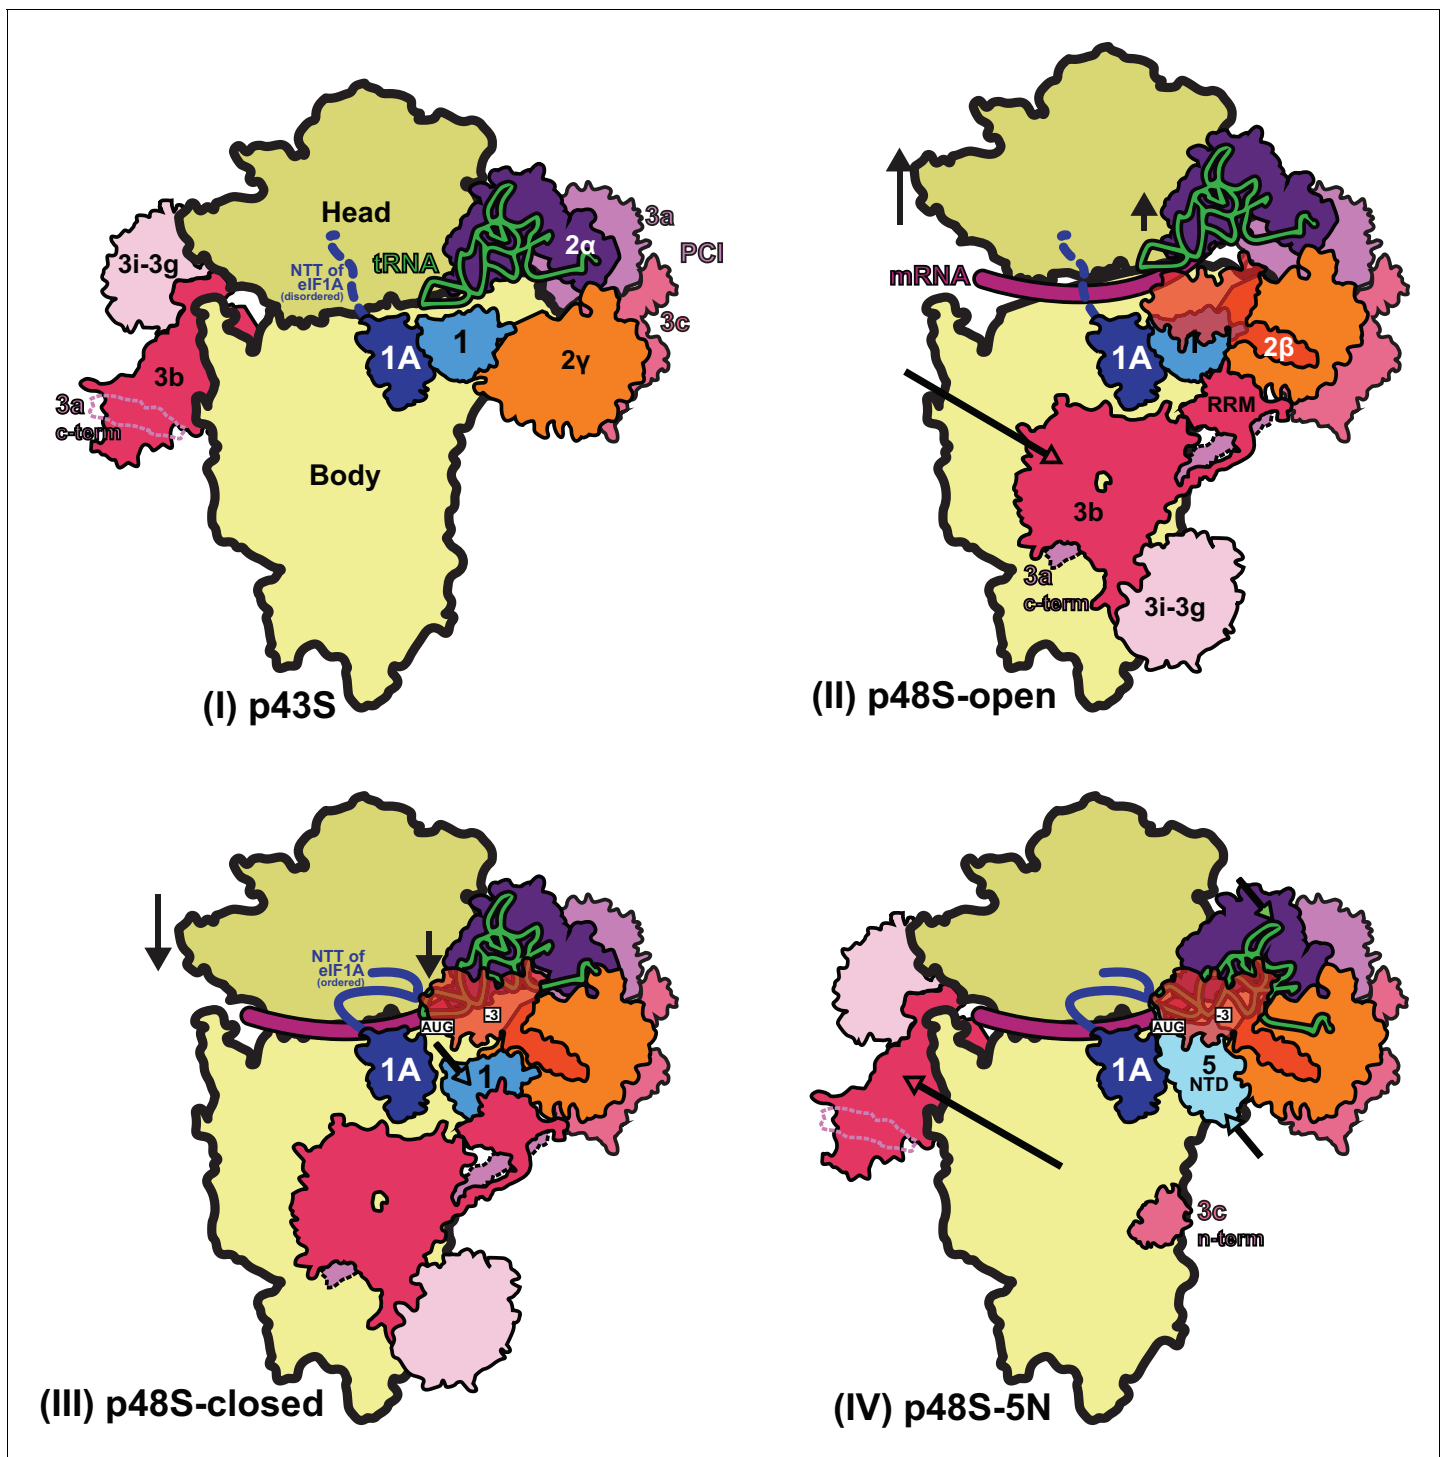 Head
3i-3g
NTT of
eIF1A
(disordered)
tRNA
2α
3a
PCI
3c
1A
1
2γ
3b
3a
c-term
Body
(I) p43S
mRNA
1A
1
2β
RRM
3b
3a
c-term
3i-3g
(II) p48S-open
NTT of
eIF1A
(ordered)
AUG
-3
1A
1
(III) p48S-closed
AUG
-3
1A
5
NTD
3c
n-term
(IV) p48S-5N